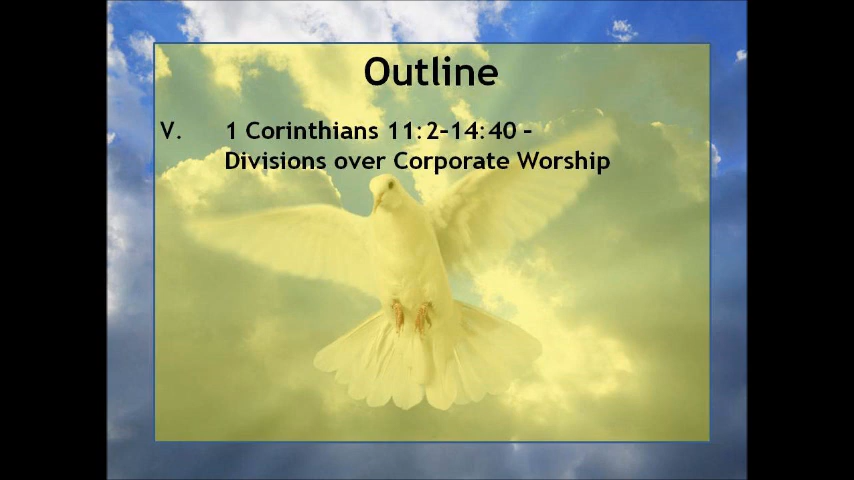 Outline
V. 1 Corinthians 11:2-14:40 –
Divisions over Corporate Worship